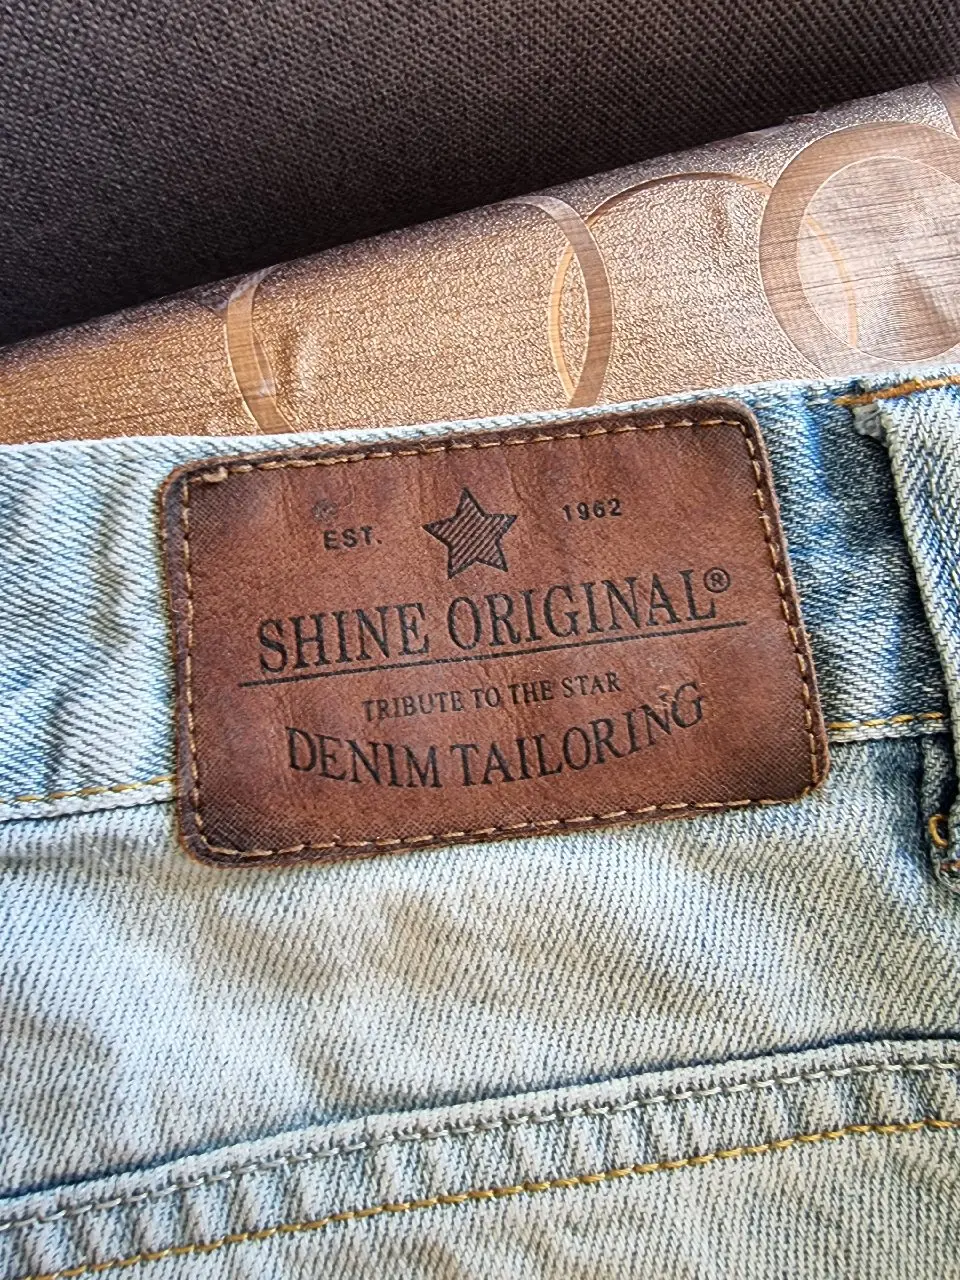 EST. 1962
SHINE ORIGINAL®
TRIBUTE TO THE STAR
DENIM TAILORING